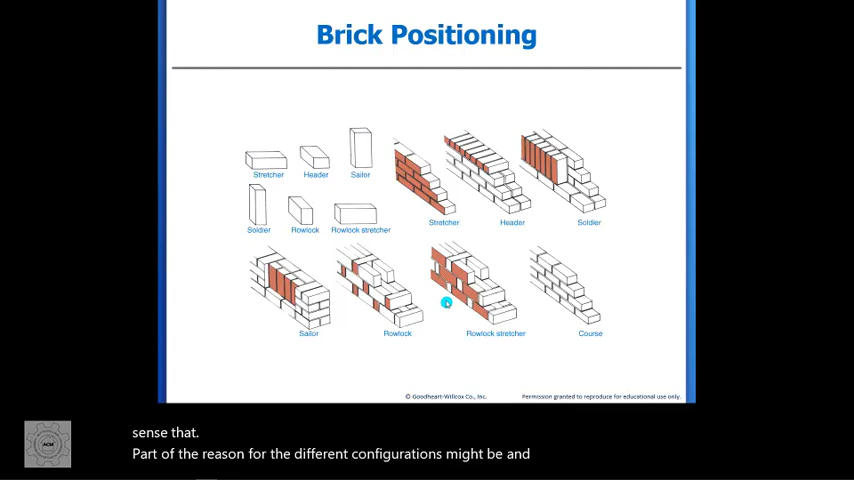 Brick Positioning
Stretcher
Header
Sailor
Soldier
Rowlock
Rowlock stretcher
Stretcher
Header
Soldier
Sailor
Rowlock
Rowlock stretcher
Course
© Goodheart-Willcox Co., Inc.
Permission granted to reproduce for educational use only.
sense that.
Part of the reason for the different configurations might be and
ACM